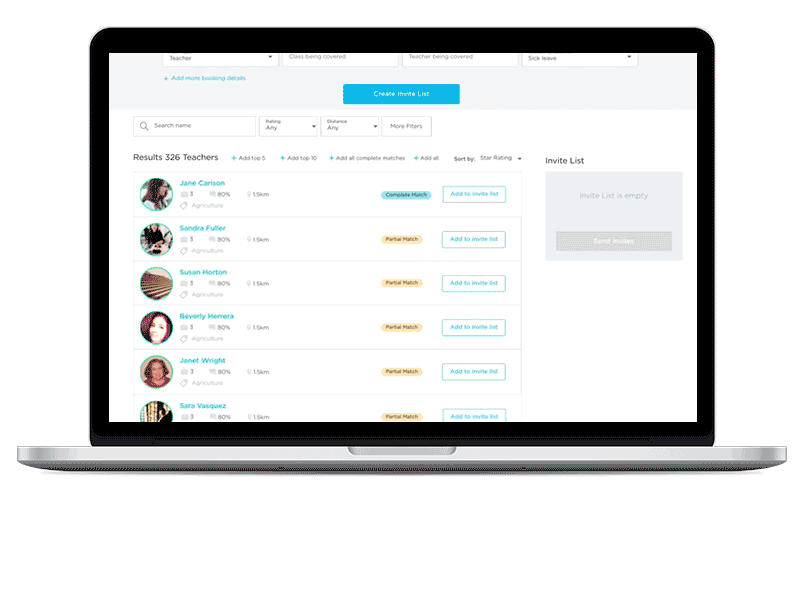 Teacher Class being covered Teacher being covered Sick leave
+ Add more booking details
Create Invite List
Search name Rating Any Distance Any More Filters
Results 326 Teachers + Add top 5 + Add top 10 + Add all complete matches + Add all Sort by: Star Rating
Invite List
Jane Carison
3 80% 1.5km Complete Match Add to invite list
Agriculture
Invite List is empty
Send Invites
Sandra Fuller
3 80% 1.5km Partial Match Add to invite list
Agriculture
Susan Horton
3 80% 1.5km Partial Match Add to invite list
Agriculture
Beverly Herrera
3 80% 1.5km Partial Match Add to invite list
Agriculture
Janet Wright
3 80% 1.5km Partial Match Add to invite list
Agriculture
Sara Vasquez
3 80% 1.5km Partial Match Add to invite list